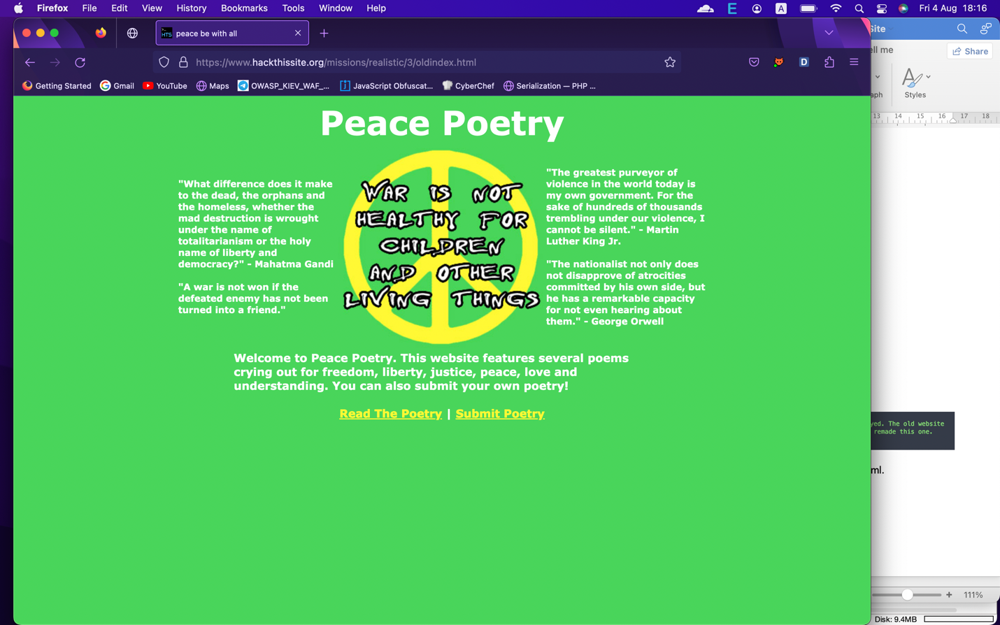 Firefox File Edit View History Bookmarks Tools Window Help
E A Fri 4 Aug 18:16
HTS peace be with all
Site
https://www.hackthissite.org/missions/realistic/3/oldindex.html
D
ell me
Share
Getting Started Gmail YouTube Maps OWASP_KIEV_WAF_... JavaScript Obfuscat... CyberChef Serialization — PHP ...
aph
Styles
13 14 15 16 17 18
Peace Poetry
"What difference does it make
to the dead, the orphans and
the homeless, whether the
mad destruction is wrought
under the name of
totalitarianism or the holy
name of liberty and
democracy?" - Mahatma Gandi
"A war is not won if the
defeated enemy has not been
turned into a friend."
WAR IS NOT
HEALTHY FOR
CHILDREN
AND OTHER
LIVING THINGS
"The greatest purveyor of
violence in the world today is
my own government. For the
sake of hundreds of thousands
trembling under our violence, I
cannot be silent." - Martin
Luther King Jr.
"The nationalist not only does
not disapprove of atrocities
committed by his own side, but
he has a remarkable capacity
for not even hearing about
them." - George Orwell
Welcome to Peace Poetry. This website features several poems
crying out for freedom, liberty, justice, peace, love and
understanding. You can also submit your own poetry!
Read The Poetry | Submit Poetry
yed. The old website
remade this one.
ml.
111%
Disk: 9.4MB